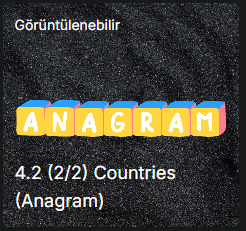 Görüntülenebilir
ANAGRAM
4.2 (2/2) Countries
(Anagram)